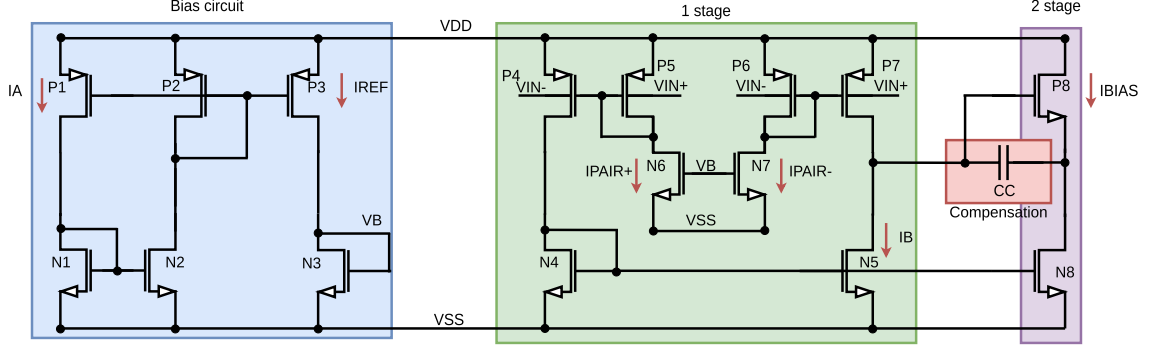 Bias circuit
1 stage
2 stage
VDD
IA
P1
P2
P3
IREF
P4
VIN-
P5
VIN+
P6
VIN-
P7
VIN+
P8
IBIAS
IPAIR+
N6
VB
N7
IPAIR-
CC
Compensation
VB
VSS
IB
N1
N2
N3
N4
N5
N8
VSS